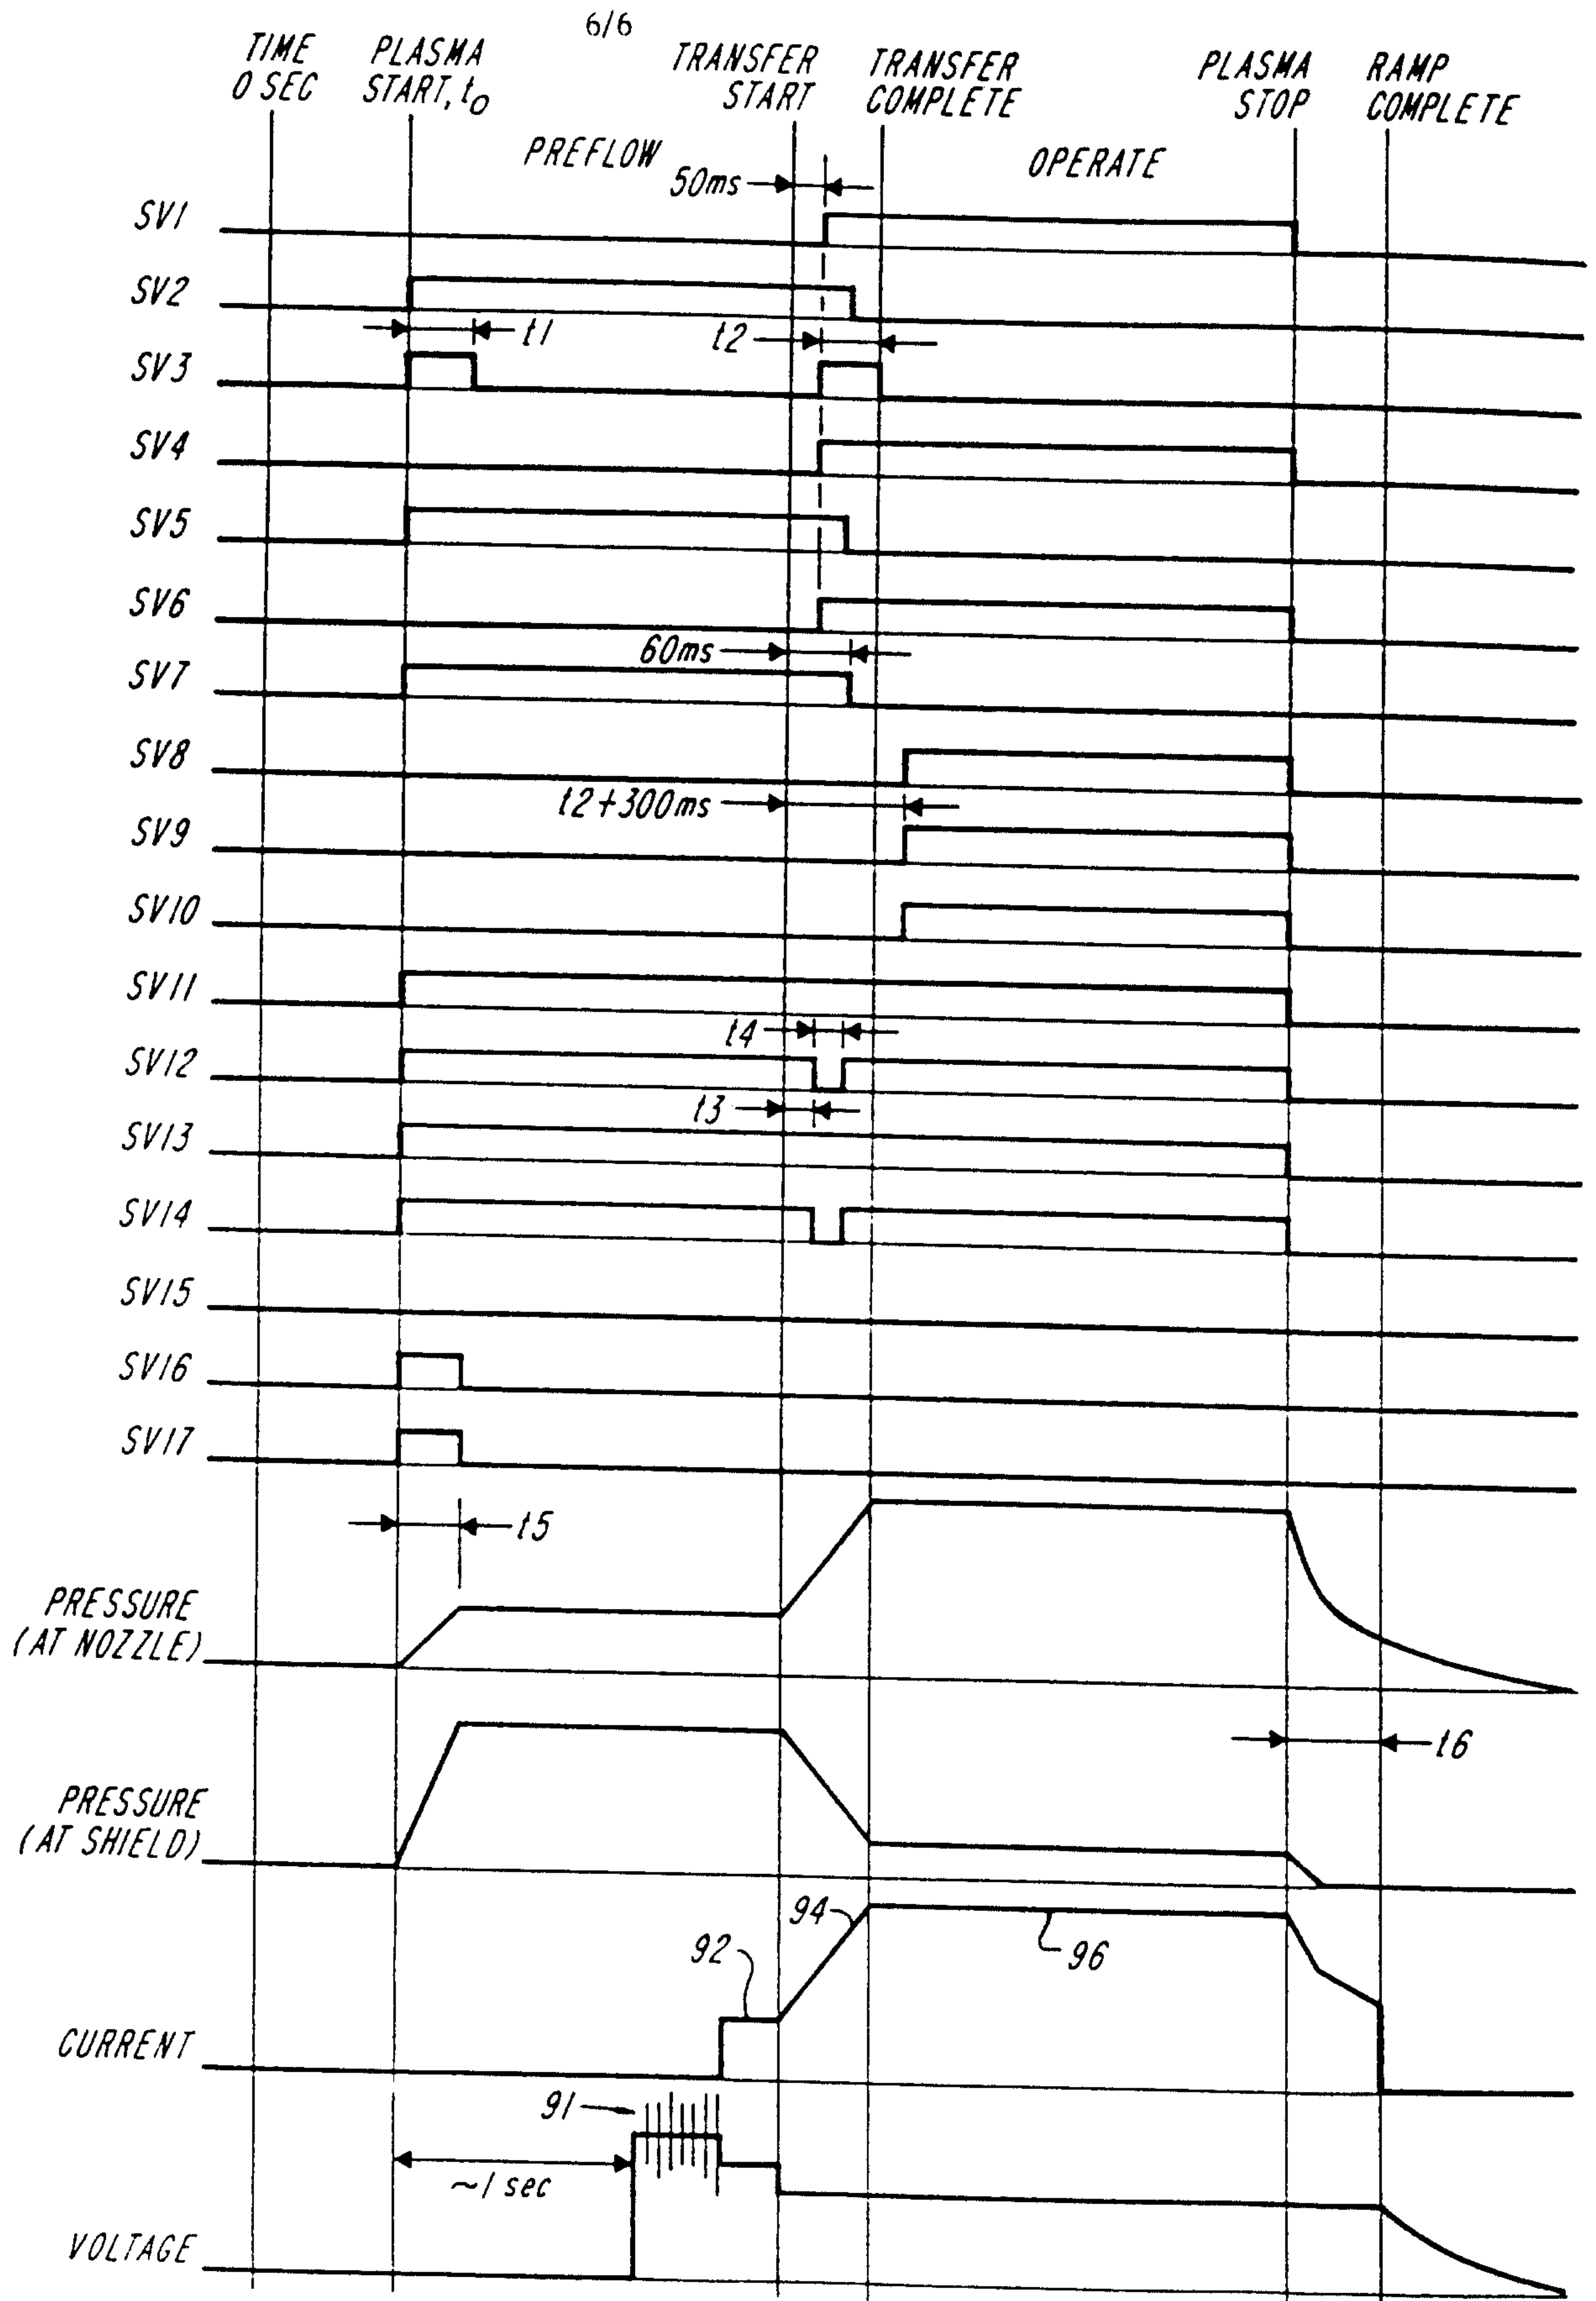 6/6
TIME
0 SEC
PLASMA
START, t0
TRANSFER
START
TRANSFER
COMPLETE
PLASMA
STOP
RAMP
COMPLETE
PREFLOW
OPERATE
50ms
SV1
SV2
t1
t2
SV3
SV4
SV5
SV6
60ms
SV7
SV8
t2+300ms
SV9
SV10
SV11
t4
SV12
t3
SV13
SV14
SV15
SV16
SV17
t5
PRESSURE
(AT NOZZLE)
t6
PRESSURE
(AT SHIELD)
94
92
96
CURRENT
91
~1 sec
VOLTAGE